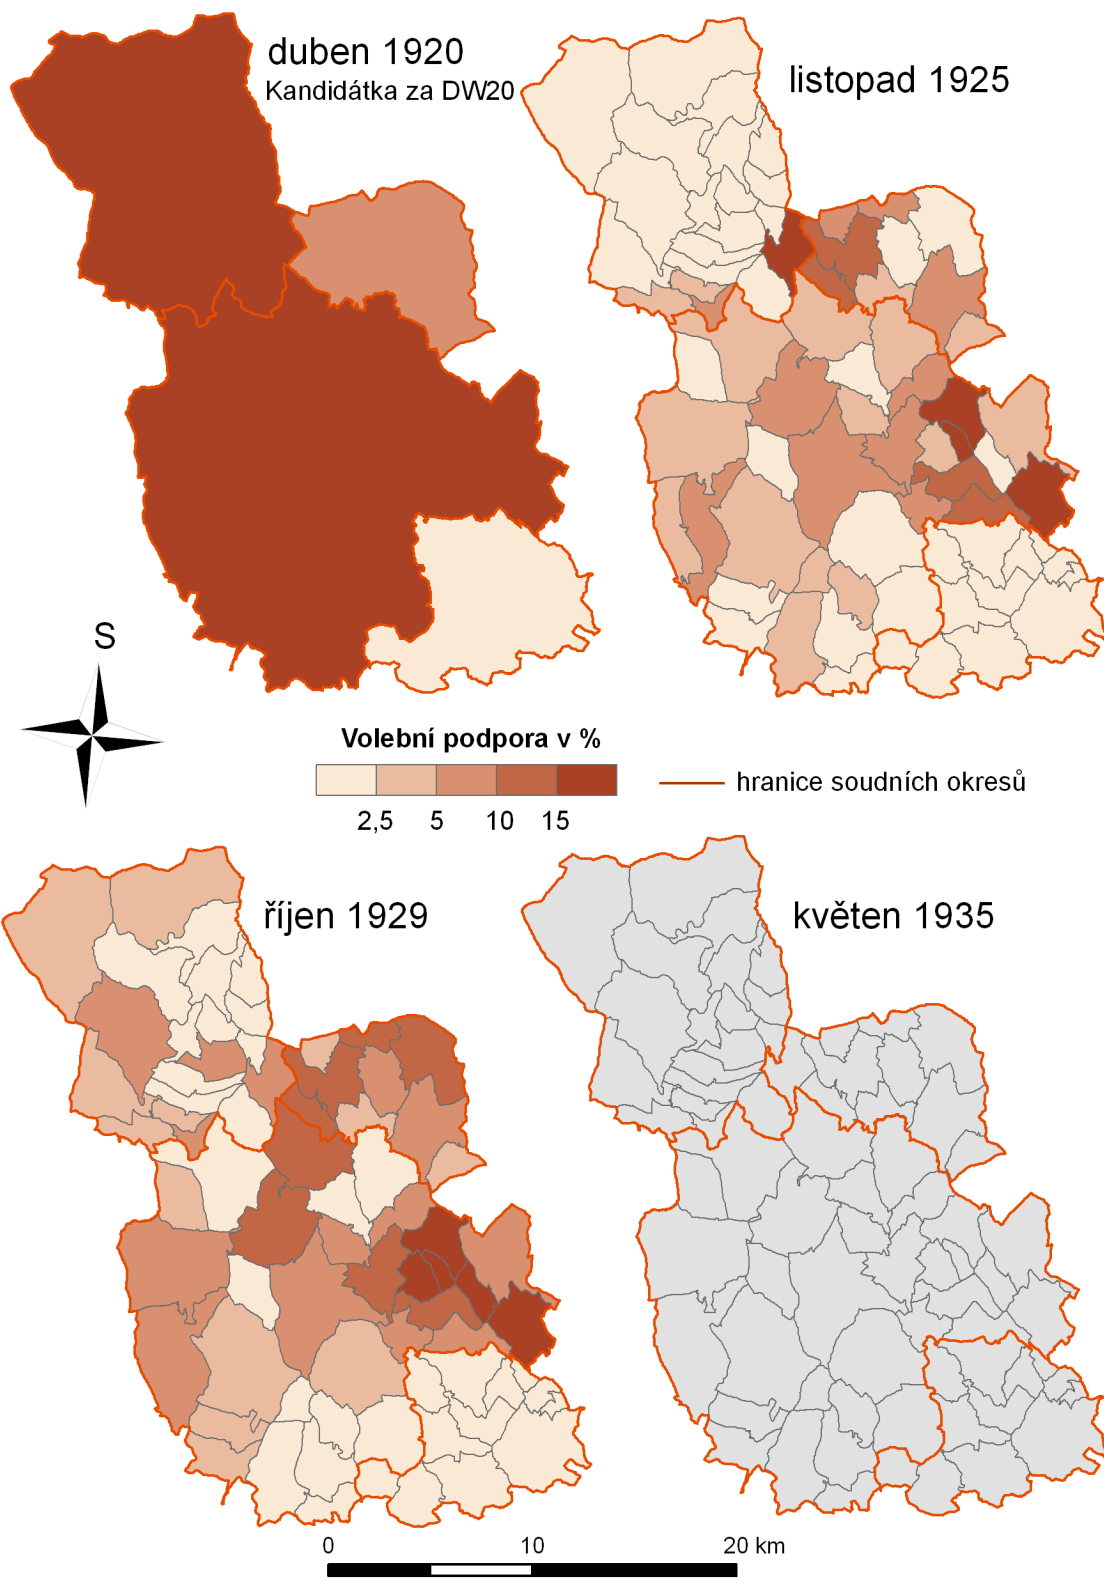 duben 1920
Kandidátka za DW20
listopad 1925
S
Volební podpora v %
2,5 5 10 15
hranice soudních okresů
říjen 1929
květen 1935
0 10 20 km